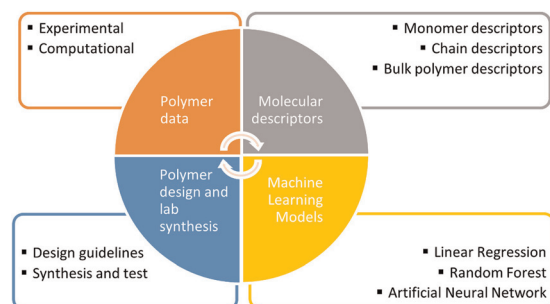 Experimental
Computational
Monomer descriptors
Chain descriptors
Bulk polymer descriptors
Polymer
data
Molecular
descriptors
Polymer
design and
lab
synthesis
Machine
Learning
Models
Design guidelines
Synthesis and test
Linear Regression
Random Forest
Artificial Neural Network